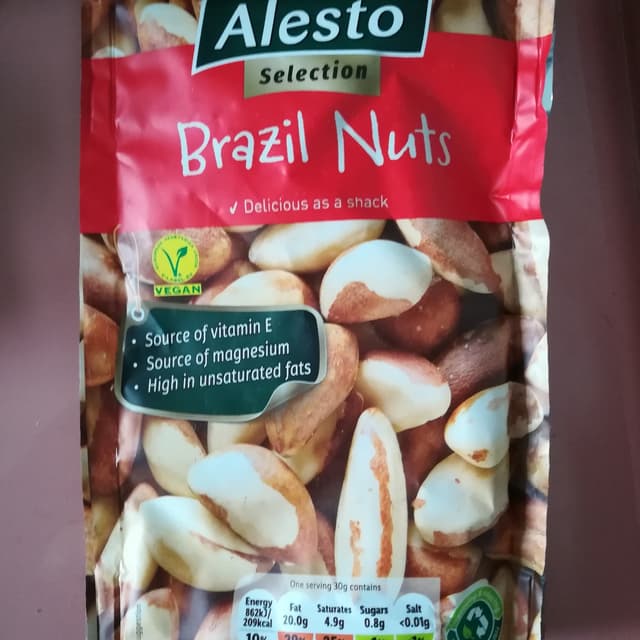 Alesto
Selection
Brazil Nuts
✓ Delicious as a shack
VEGAN
• Source of vitamin E
• Source of magnesium
• High in unsaturated fats
One serving 30g contains
Energy Fat Saturates Sugars Salt
862kJ/ 20.0g 4.9g 0.8g <0.01g
209kcal